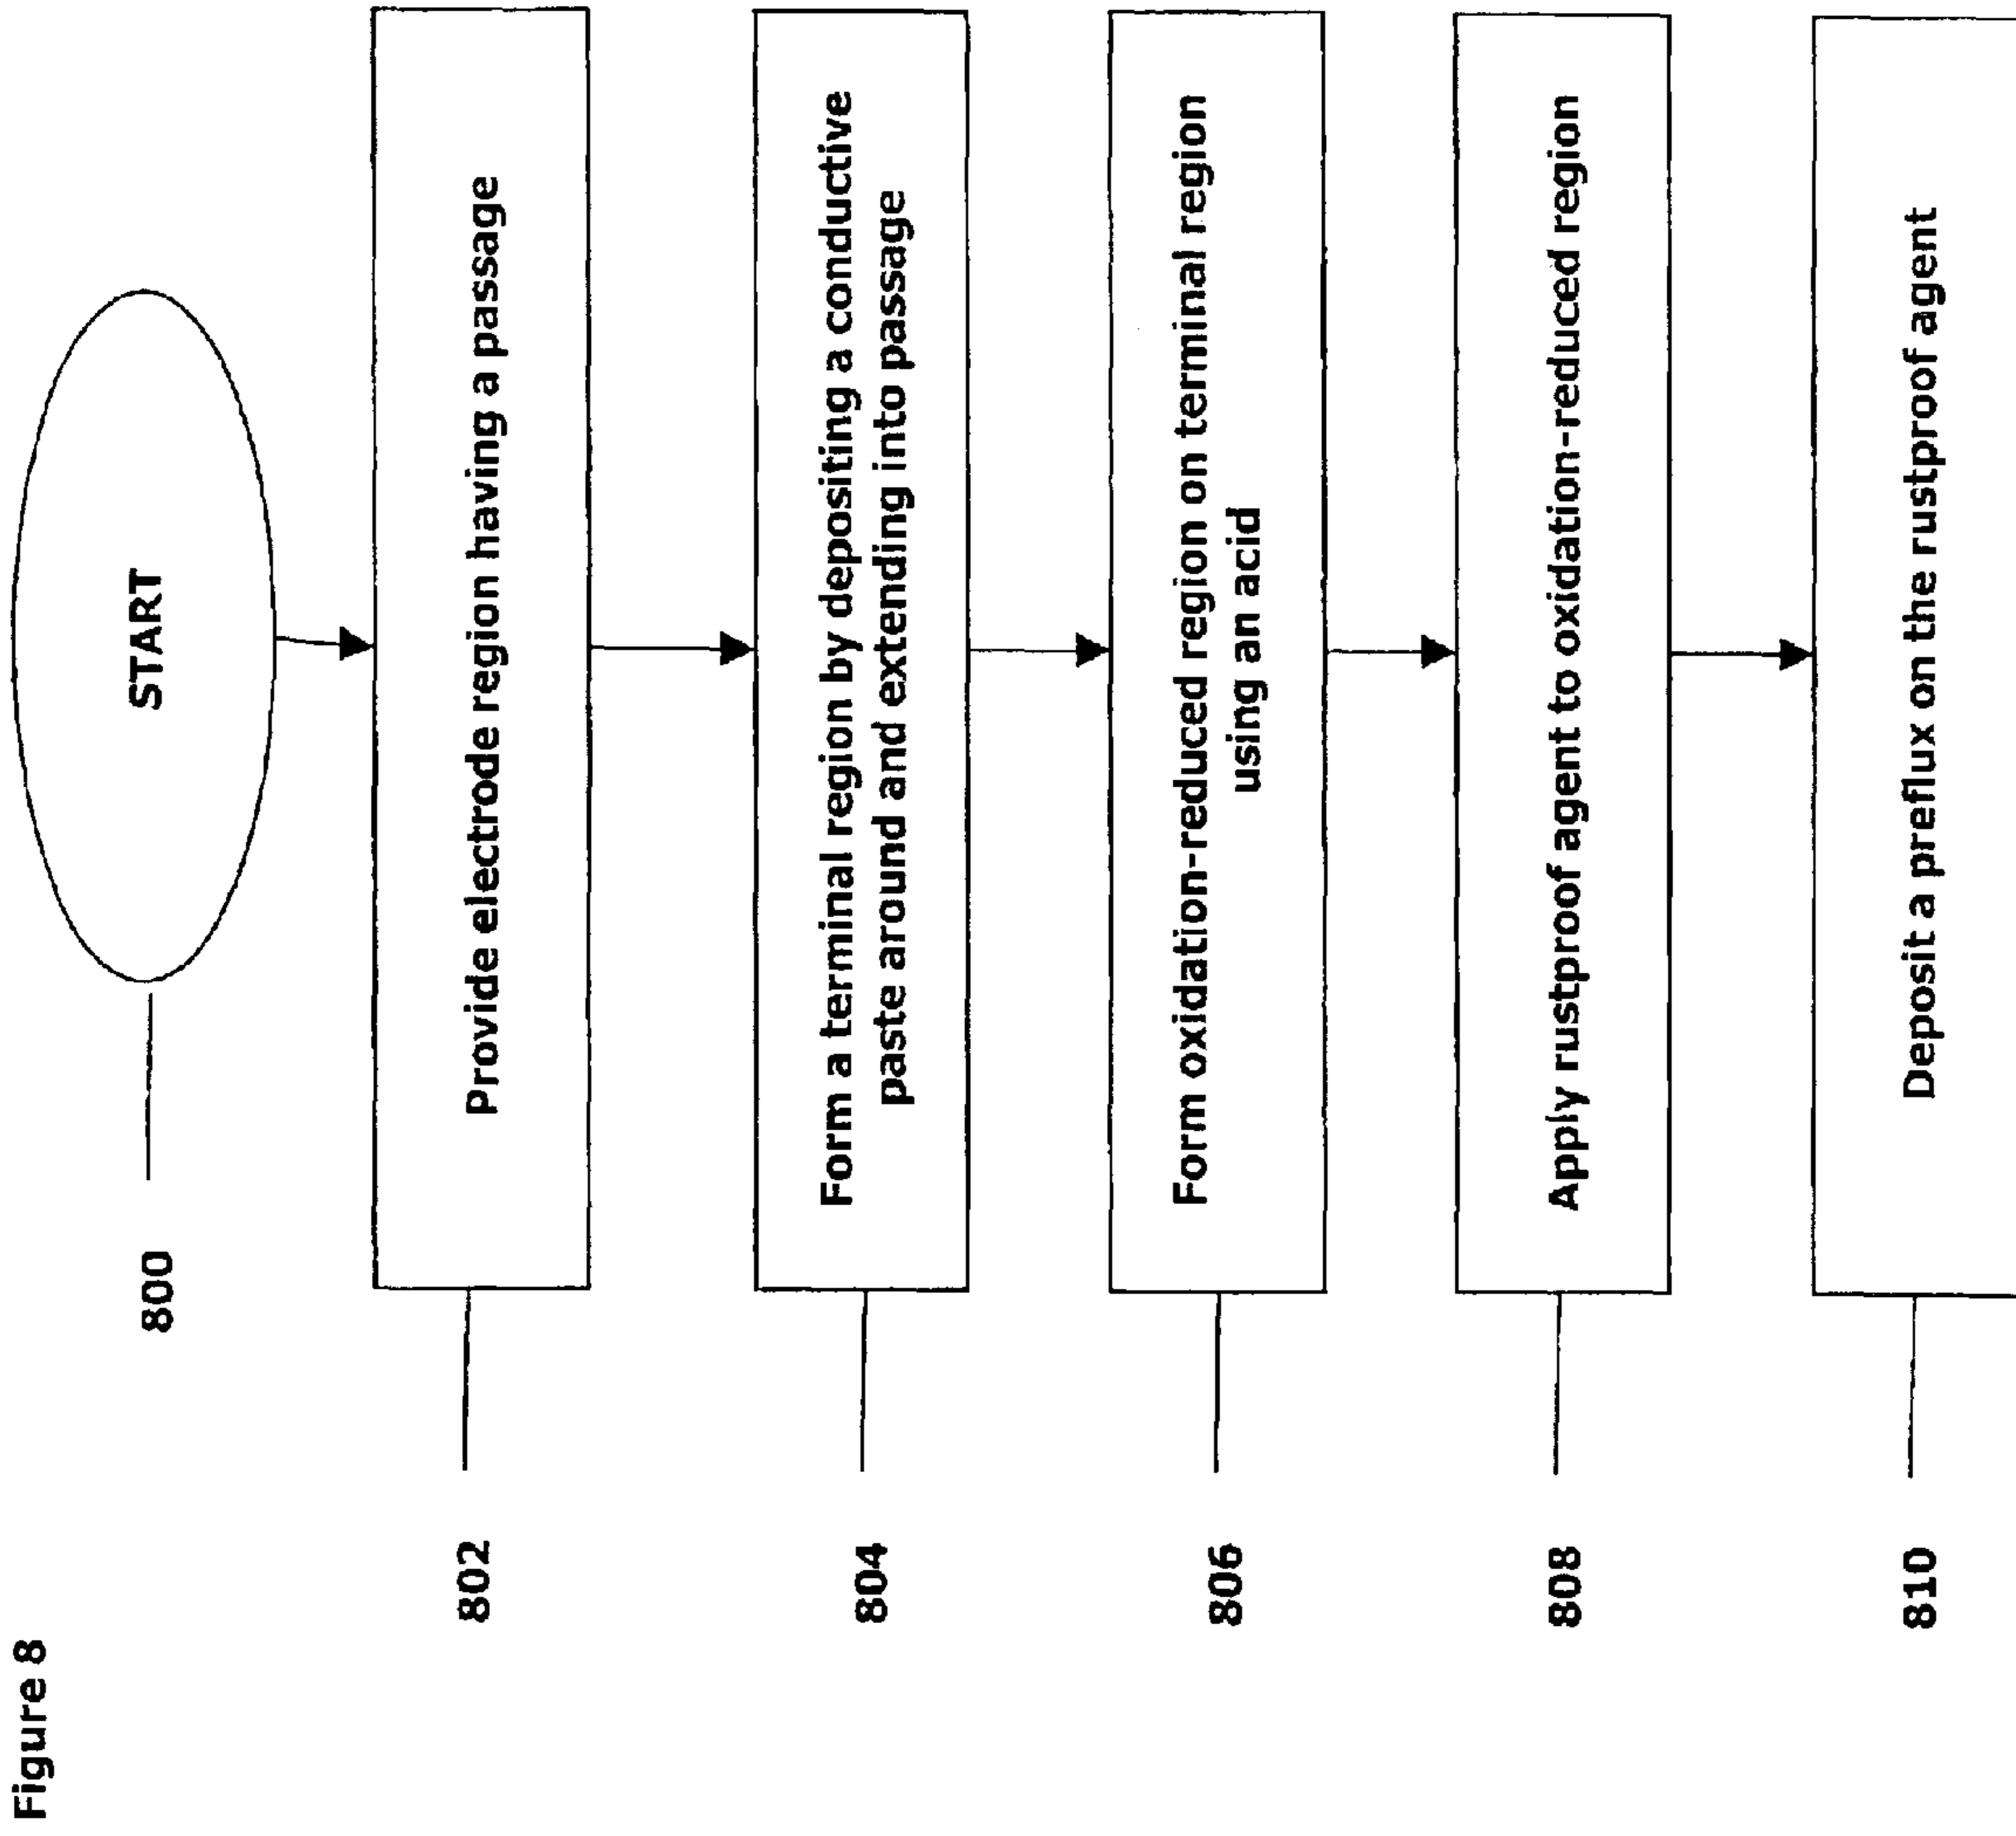 Figure 8
800
START
802
Provide electrode region having a passage
804
Form a terminal region by depositing a conductive
paste around and extending into passage
806
Form oxidation-reduced region on terminal region
using an acid
808
Apply rustproof agent to oxidation-reduced region
810
Deposit a preflux on the rustproof agent